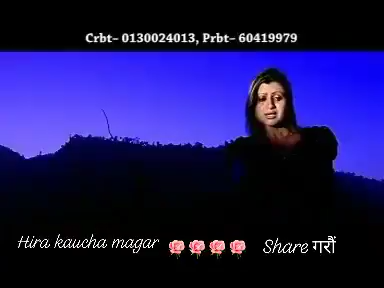 Crbt- 0130024013, Prbt- 60419979
Hira kaucha magar 🌹🌹🌹🌹 Share गरौं